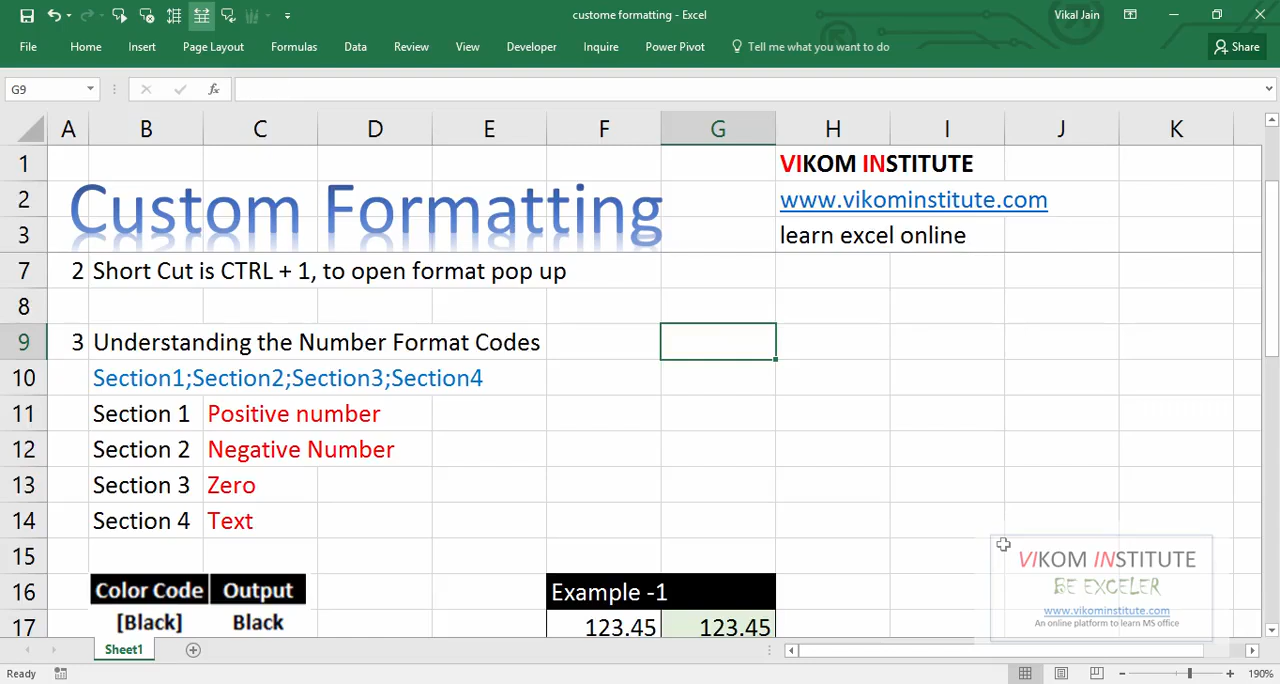 custome formatting - Excel
Vikal Jain
File Home Insert Page Layout Formulas Data Review View Developer Inquire Power Pivot Tell me what you want to do Share
G9 fx
A B C D E F G H I J K
1 VIKOM INSTITUTE
2 www.vikominstitute.com
Custom Formatting
3 learn excel online
7 2 Short Cut is CTRL + 1, to open format pop up
8
9 3 Understanding the Number Format Codes
10 Section1;Section2;Section3;Section4
11 Section 1 Positive number
12 Section 2 Negative Number
13 Section 3 Zero
14 Section 4 Text
15
16 Color Code Output Example -1
17 [Black] Black 123.45 123.45
VIKOM INSTITUTE
BE EXCELER
www.vikominstitute.com
An online platform to learn MS office
Sheet1
Ready 190%